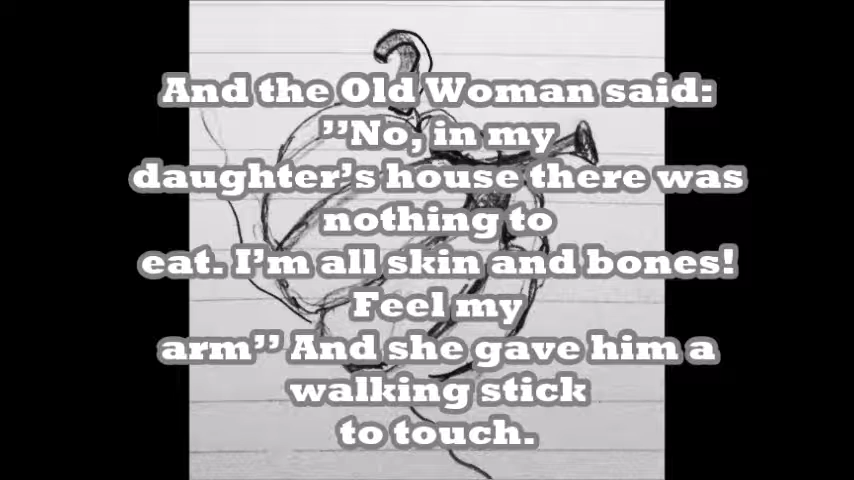 And the Old Woman said:
”No, in my
daughter’s house there was
nothing to
eat. I’m all skin and bones!
Feel my
arm” And she gave him a
walking stick
to touch.